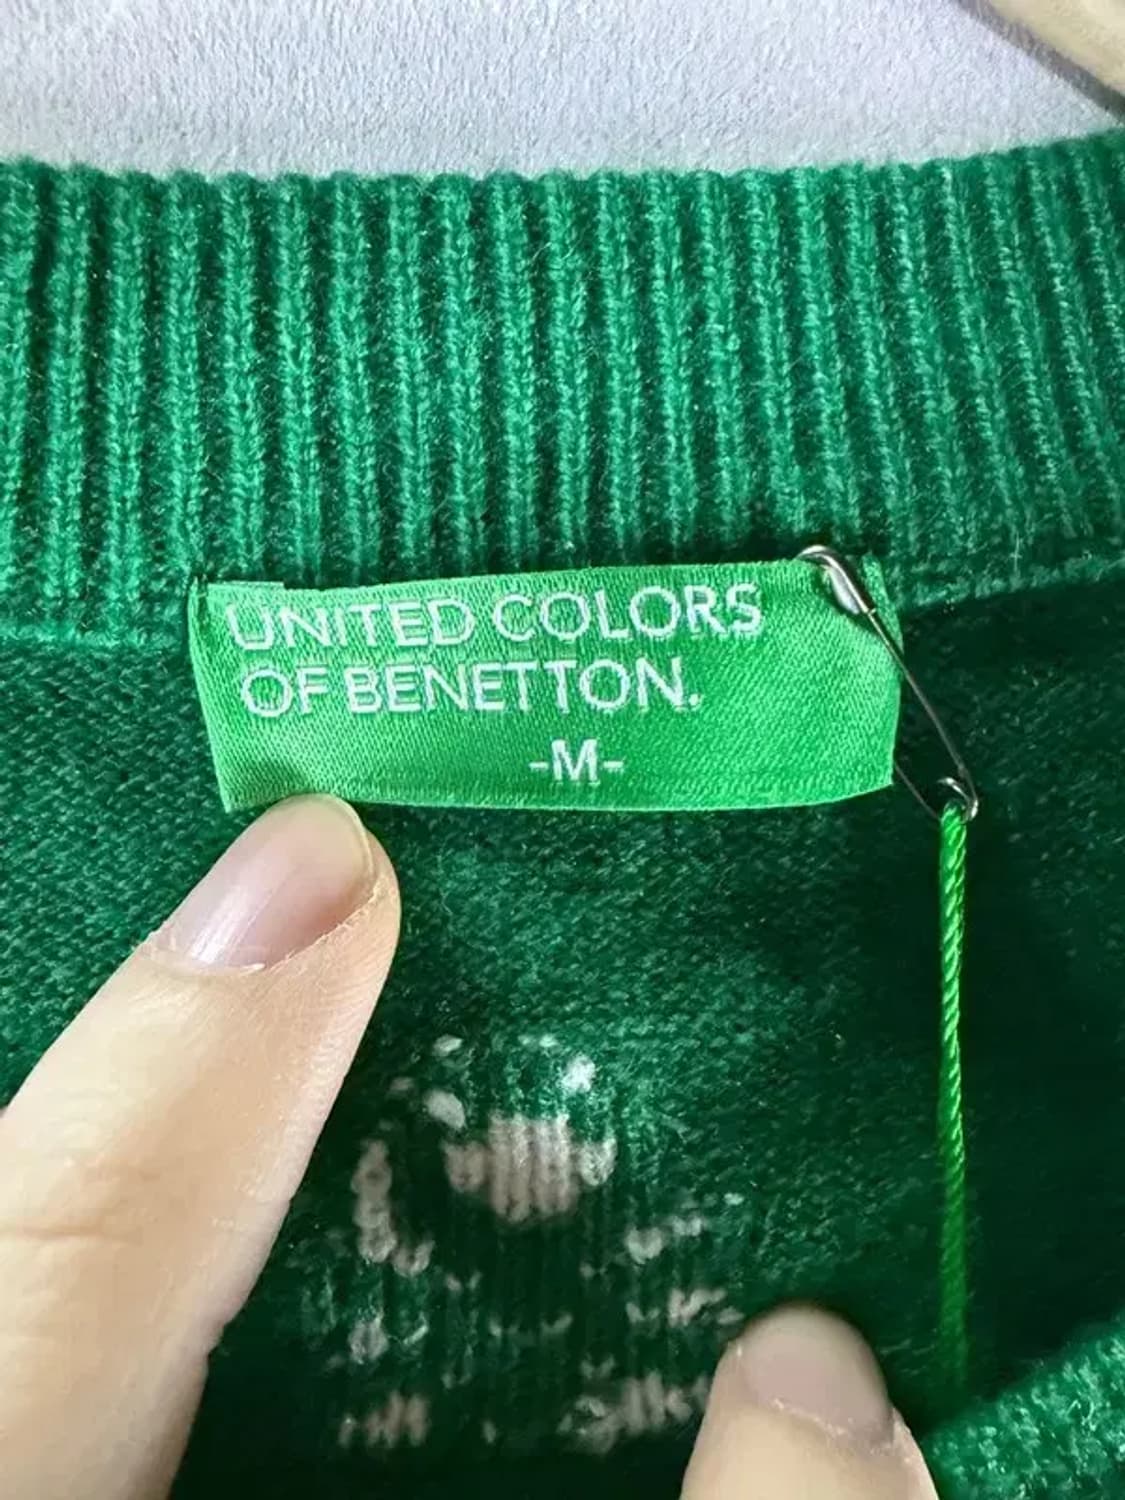 UNITED COLORS
OF BENETTON.
-M-